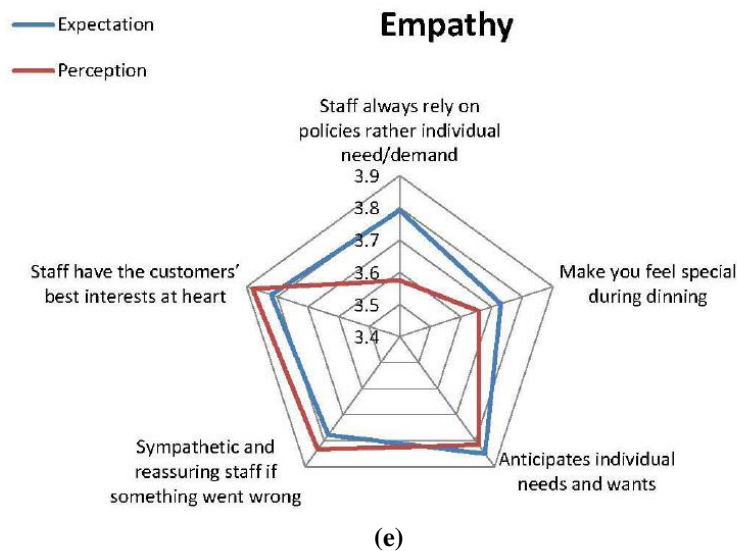 Expectation
Perception
Empathy
Staff always rely on
policies rather individual
need/demand
3.9
3.8
3.7
3.6
3.5
3.4
Make you feel special
during dinning
Anticipates individual
needs and wants
Sympathetic and
reassuring staff if
something went wrong
Staff have the customers’
best interests at heart
(e)